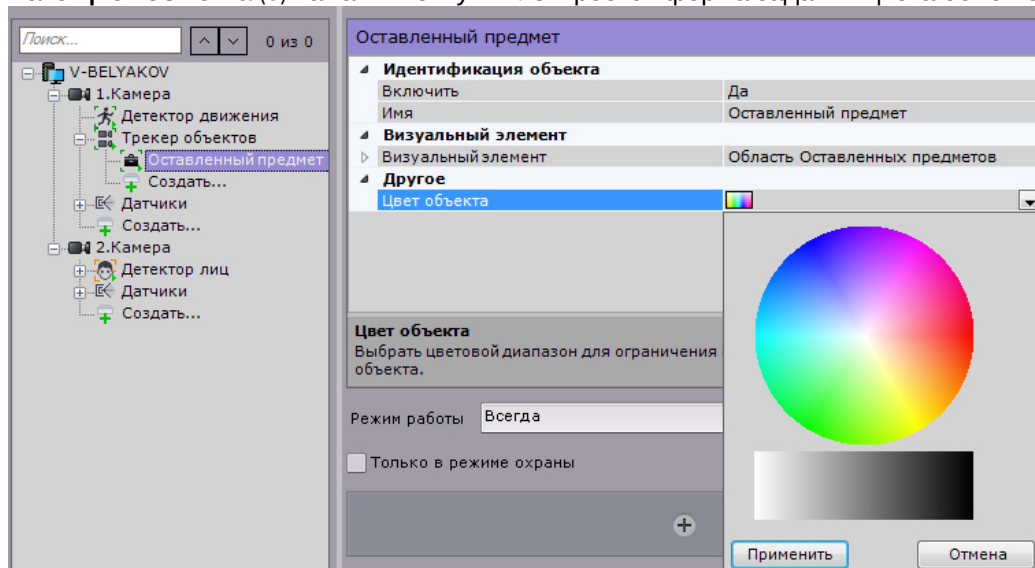 Поиск...
0 из 0
V-BELYAKOV
1.Камера
Детектор движения
Трекер объектов
Оставленный предмет
Создать...
Датчики
Создать...
2.Камера
Детектор лиц
Датчики
Создать...
Оставленный предмет
Идентификация объекта
Включить Да
Имя Оставленный предмет
Визуальный элемент
Визуальный элемент Область Оставленных предметов
Другое
Цвет объекта
Цвет объекта
Выбрать цветовой диапазон для ограничения
объекта.
Режим работы Всегда
Только в режиме охраны
Применить Отмена